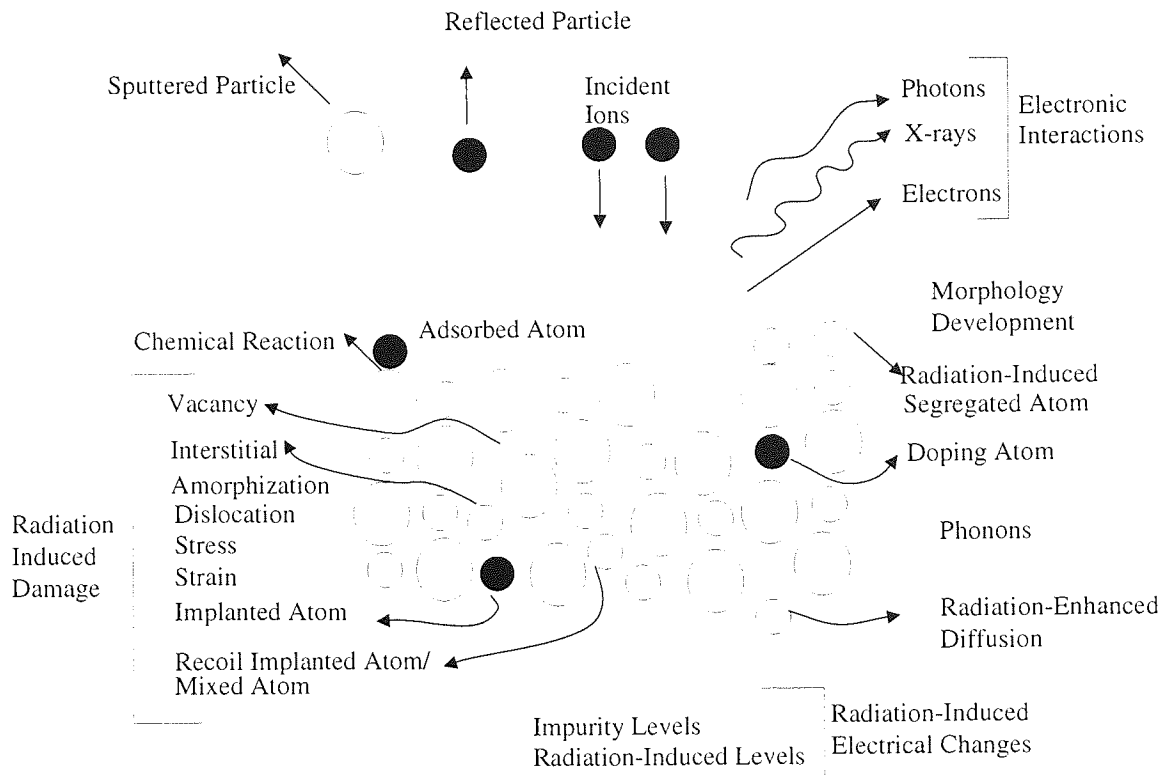 Reflected Particle
Sputtered Particle
Incident
Ions
Photons
X-rays
Electrons
Electronic
Interactions
Morphology
Development
Chemical Reaction
Adsorbed Atom
Radiation-Induced
Segregated Atom
Vacancy
Interstitial
Amorphization
Dislocation
Stress
Strain
Implanted Atom
Recoil Implanted Atom/
Mixed Atom
Radiation
Induced
Damage
Doping Atom
Phonons
Radiation-Enhanced
Diffusion
Impurity Levels
Radiation-Induced Levels
Radiation-Induced
Electrical Changes